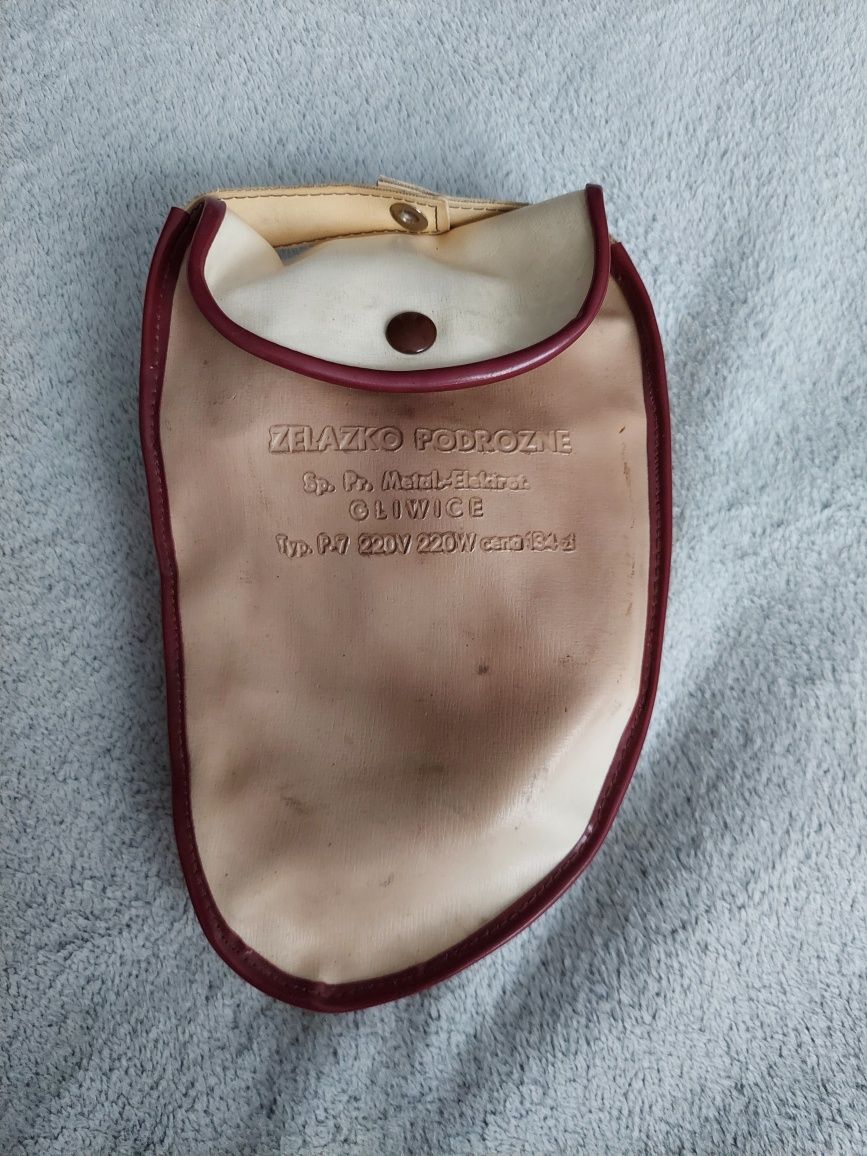 ZELAZKO PODROZNE
Sp. Pr. Metal.-Elektrot.
GLIWICE
Typ. P-7 220V 220W cena 134 zł